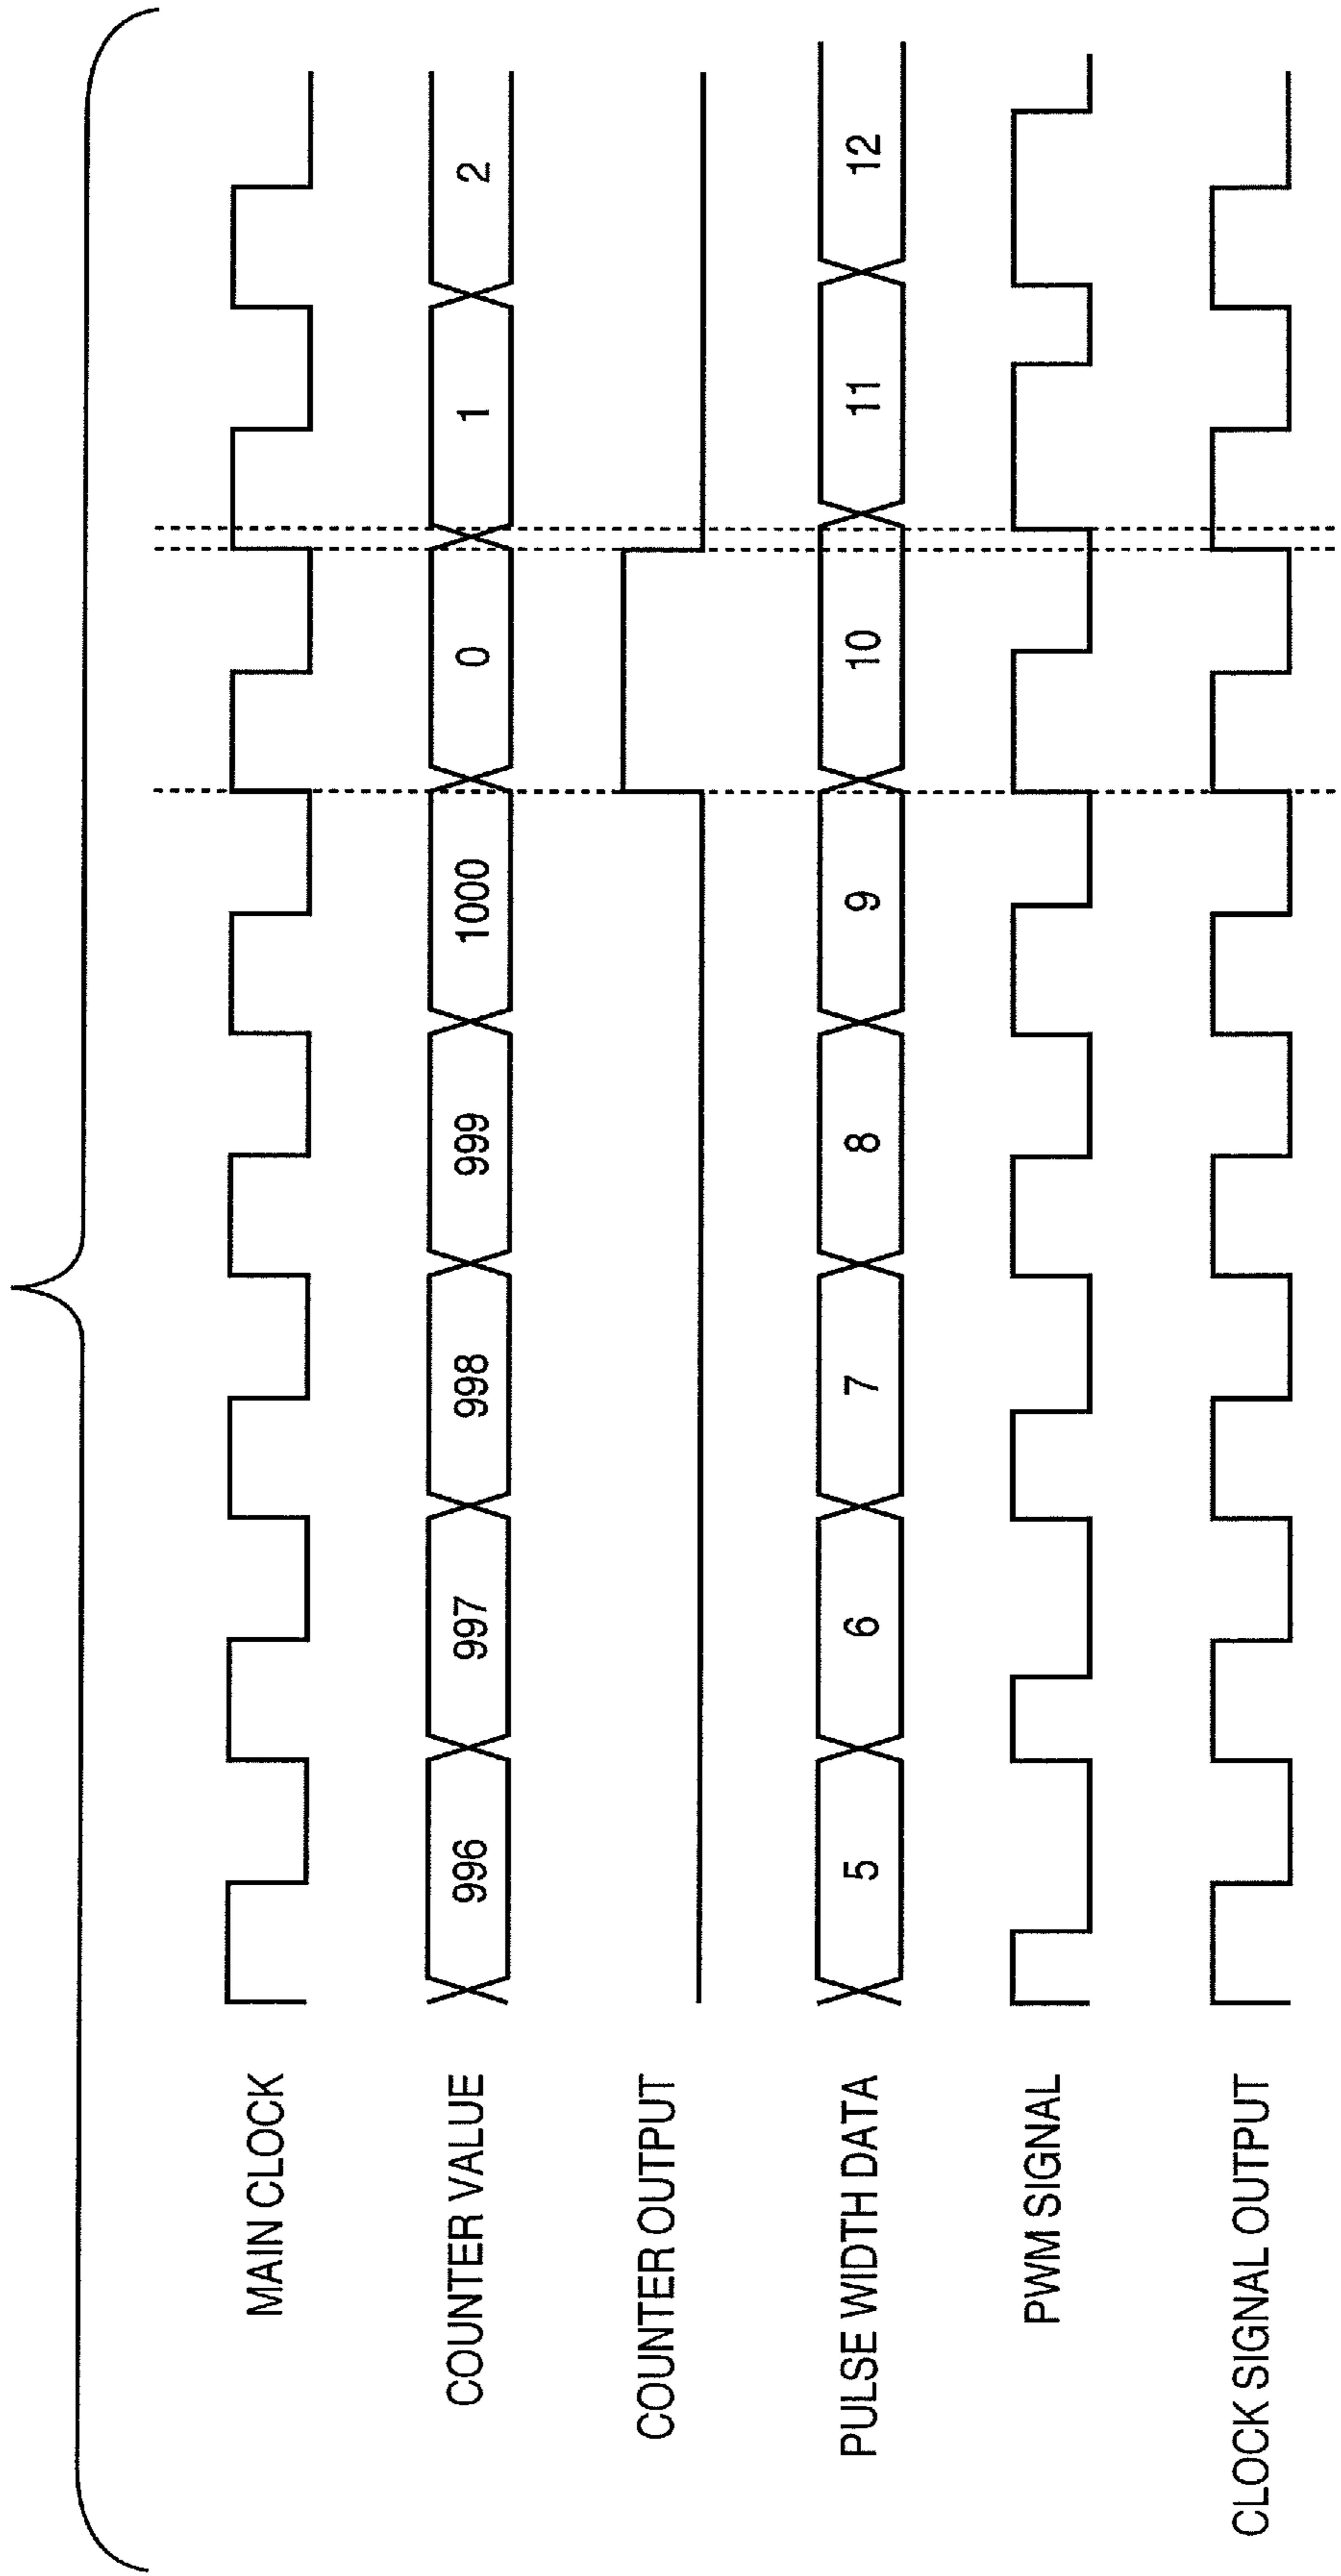 MAIN CLOCK
COUNTER VALUE 996 997 998 999 1000 0 1 2
COUNTER OUTPUT
PULSE WIDTH DATA 5 6 7 8 9 10 11 12
PWM SIGNAL
CLOCK SIGNAL OUTPUT